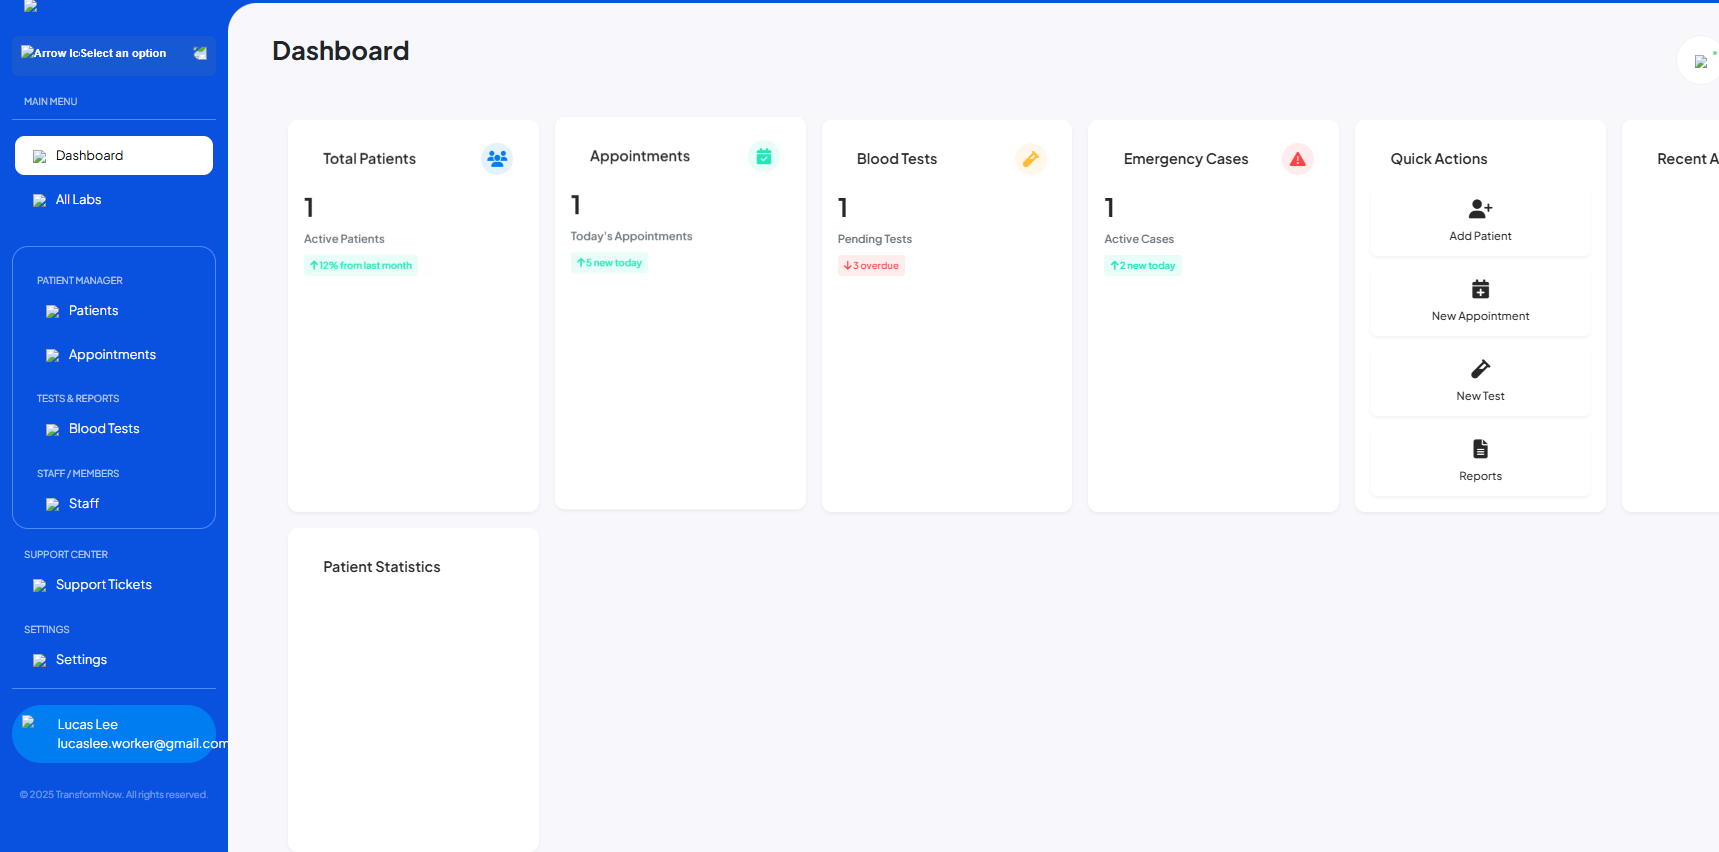 Arrow Ic
Select an option
MAIN MENU
Dashboard
All Labs
PATIENT MANAGER
Patients
Appointments
TESTS & REPORTS
Blood Tests
STAFF / MEMBERS
Staff
SUPPORT CENTER
Support Tickets
SETTINGS
Settings
Lucas Lee
lucaslee.worker@gmail.com
© 2025 TransformNow. All rights reserved.
Dashboard
Total Patients
1
Active Patients
↑12% from last month
Appointments
1
Today's Appointments
↑5 new today
Blood Tests
1
Pending Tests
↓3 overdue
Emergency Cases
1
Active Cases
↑2 new today
Quick Actions
Add Patient
New Appointment
New Test
Reports
Recent A
Patient Statistics